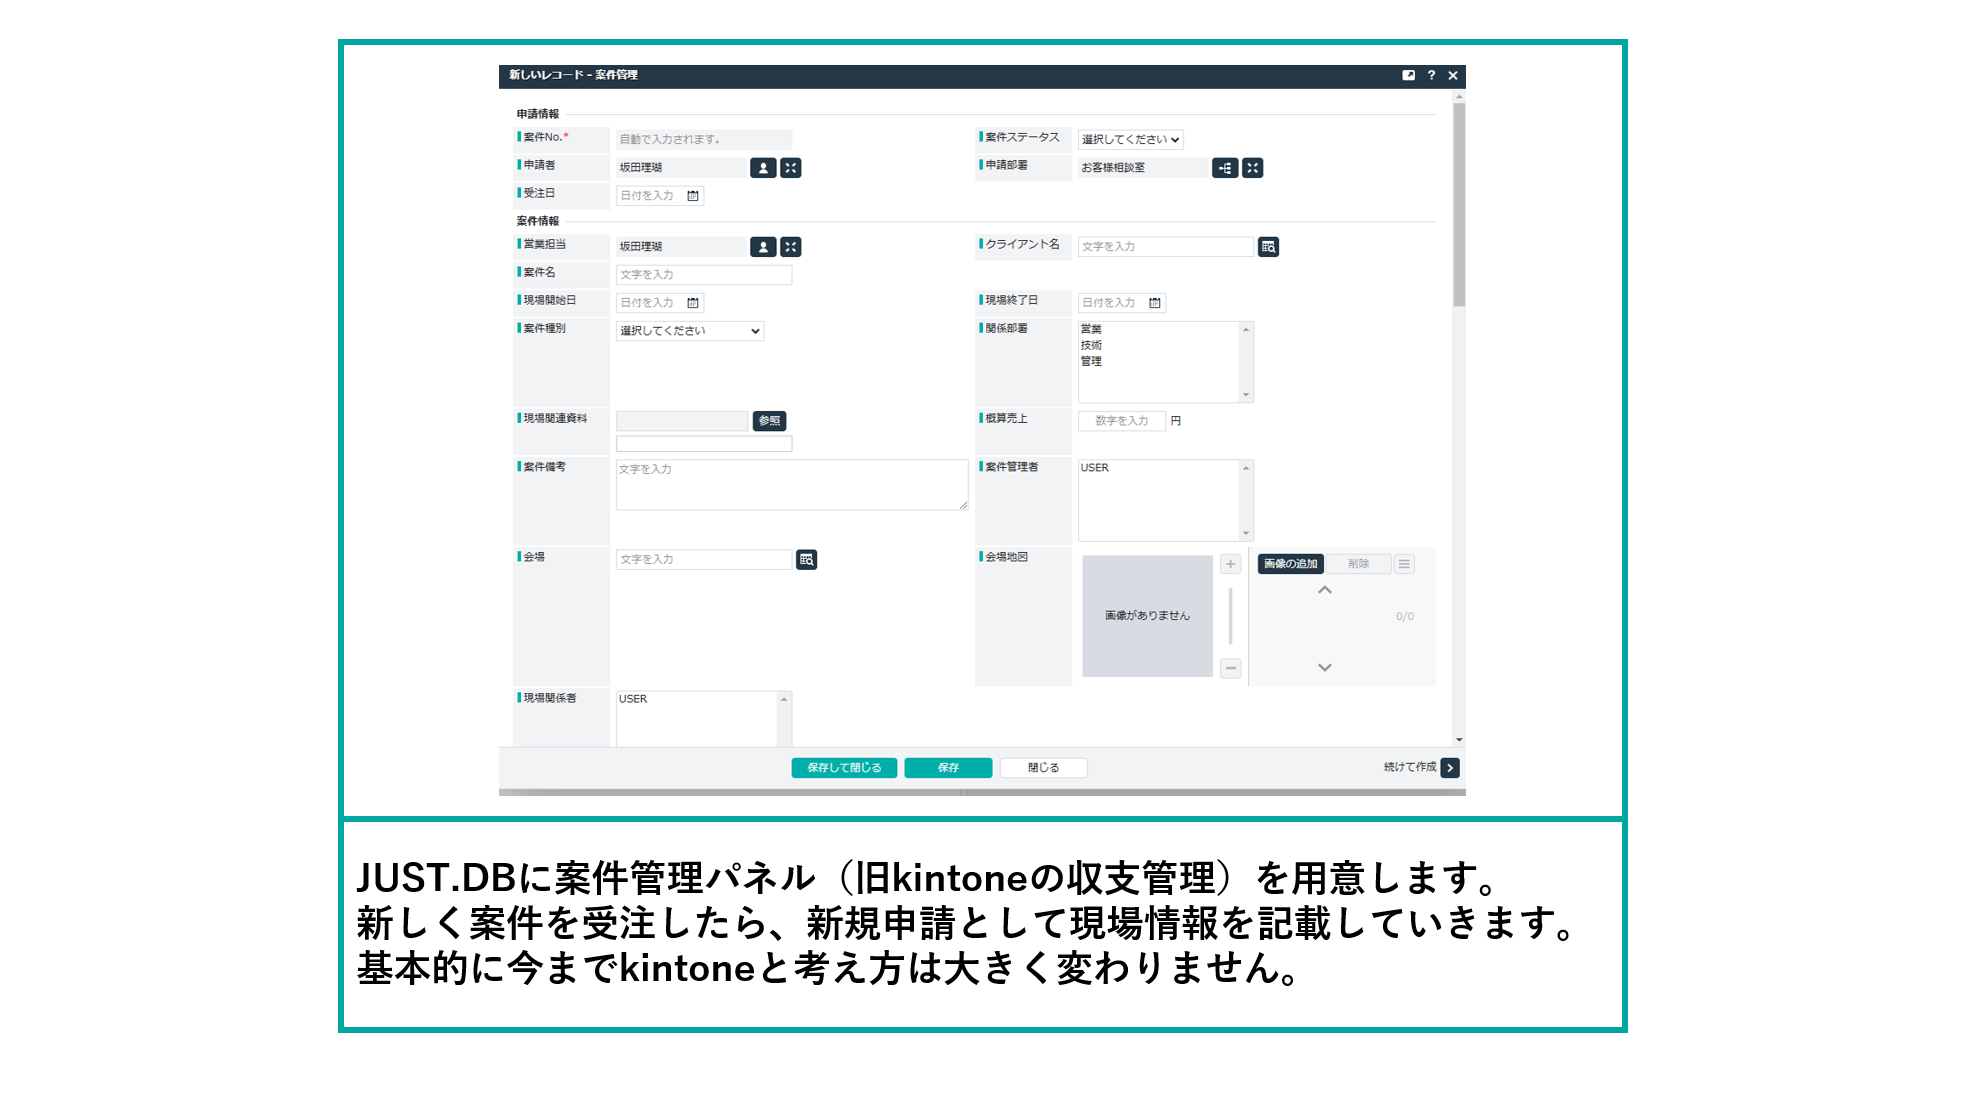 新しいレコード - 案件管理
申請情報
案件No.* 自動で入力されます。 案件ステータス 選択してください
申請者 坂田理瑚 申請部署 お客様相談室
受注日 日付を入力
案件情報
営業担当 坂田理瑚 クライアント名 文字を入力
案件名 文字を入力
現場開始日 日付を入力 現場終了日 日付を入力
案件種別 選択してください 関係部署 営業
技術
管理
現場関連資料 参照 概算売上 数字を入力 円
案件備考 文字を入力 案件管理者 USER
会場 文字を入力 会場地図 画像の追加 削除
画像がありません 0/0
現場関係者 USER
保存して閉じる 保存 閉じる 続けて作成
JUST.DBに案件管理パネル（旧kintoneの収支管理）を用意します。
新しく案件を受注したら、新規申請として現場情報を記載していきます。
基本的に今までkintoneと考え方は大きく変わりません。